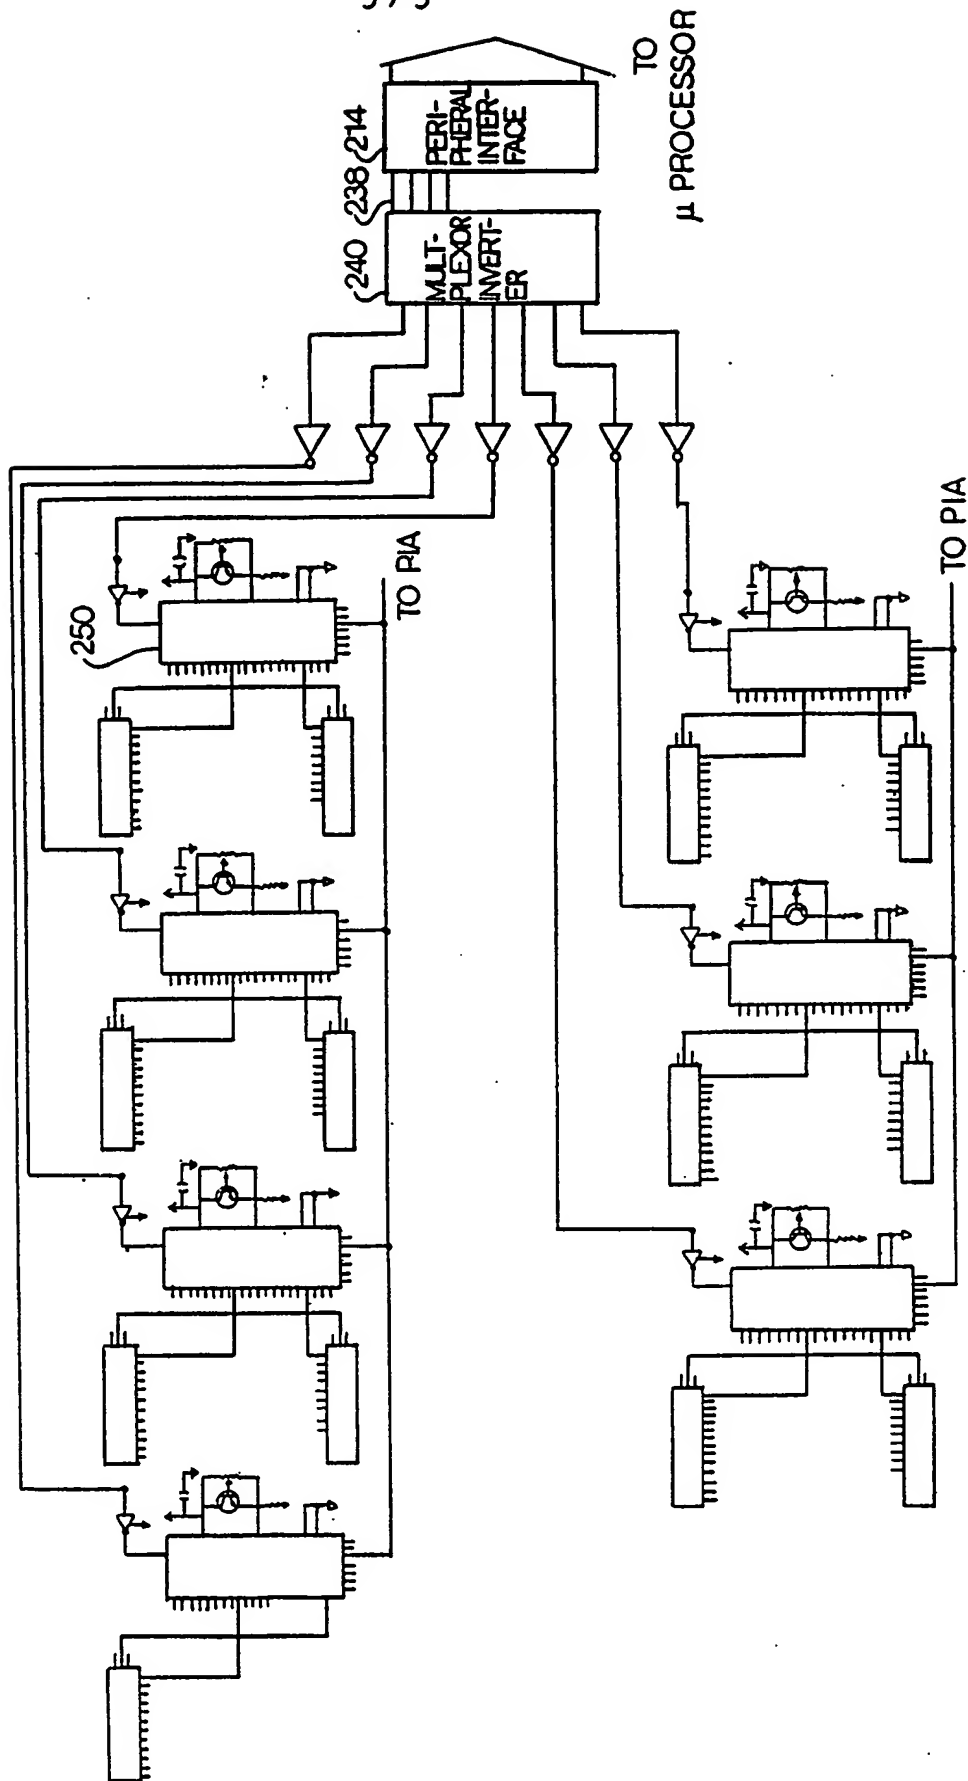 TO
μ PROCESSOR
214
PERI-
PHERAL
INTER-
FACE
238
240
MULT-
PLEXOR
INVERT-
ER
250
TO PIA
TO PIA